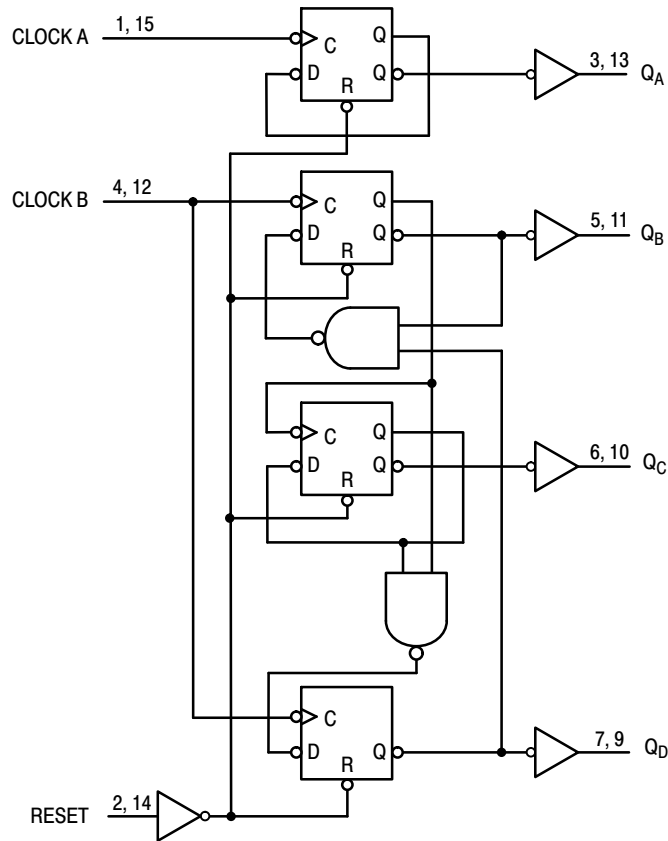 CLOCK A 1, 15
C Q
D Q
R
3, 13 QA
CLOCK B 4, 12
C Q
D Q
R
5, 11 QB
C Q
D Q
R
6, 10 QC
C
D Q
R
7, 9 QD
RESET 2, 14